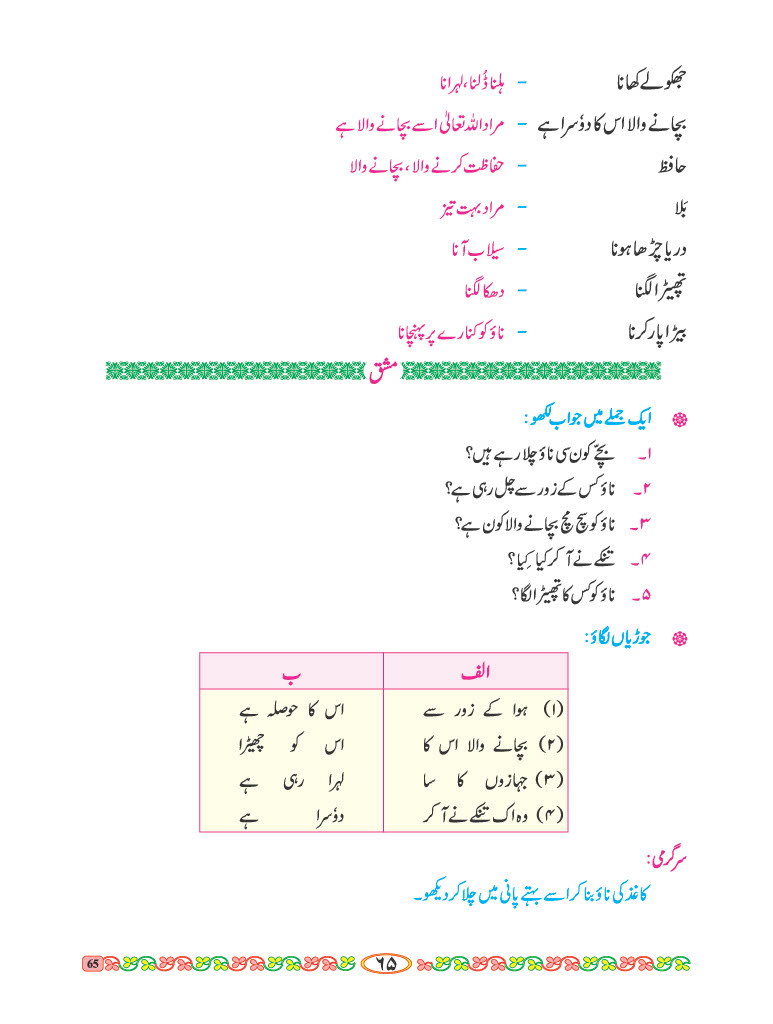 جھکولے کھانا – ہلنا ڈُلنا، لہرانا
بچانے والا اس کا دوٗسرا ہے – مراد اللہ تعالیٰ اسے بچانے والا ہے
حافظ – حفاظت کرنے والا، بچانے والا
بَلا – مراد بہت تیز
دریا چڑھا ہونا – سیلاب آنا
تھپیڑا لگنا – دھکا لگنا
بیڑا پار کرنا – ناؤ کو کنارے پر پہنچانا
مشق
ایک جملے میں جواب لکھو:
۱۔ بچّے کون سی ناؤ چلا رہے ہیں؟
۲۔ ناؤ کس کے زور سے چل رہی ہے؟
۳۔ ناؤ کو سچ مچ بچانے والا کون ہے؟
۴۔ تنکے نے آ کر کیا کِیا؟
۵۔ ناؤ کو کس کا تھپیڑا لگا؟
جوڑیاں لگاؤ:
الف ب
(۱) ہوا کے زور سے اس کا حوصلہ ہے
(۲) بچانے والا اس کا اس کو چھیڑا
(۳) جہازوں کا سا لہرا رہی ہے
(۴) وہ اک تنکے نے آ کر دوٗسرا ہے
سرگرمی:
کاغذ کی ناؤ بنا کر اسے بہتے پانی میں چلا کر دیکھو۔
65 ۶۵